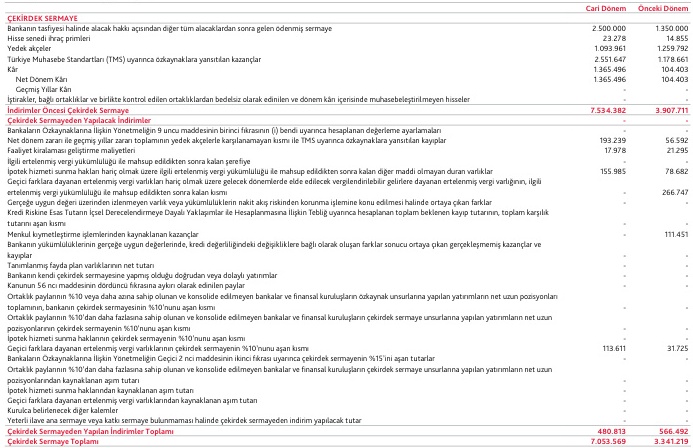 Cari Dönem Önceki Dönem
ÇEKİRDEK SERMAYE
Bankanın tasfiyesi halinde alacak hakkı açısından diğer tüm alacaklardan sonra gelen ödenmiş sermaye 2.500.000 1.350.000
Hisse senedi ihraç primleri 23.278 14.855
Yedek akçeler 1.093.961 1.259.792
Türkiye Muhasebe Standartları (TMS) uyarınca özkaynaklara yansıtılan kazançlar 2.551.647 1.178.661
Kâr 1.365.496 104.403
Net Dönem Kârı 1.365.496 104.403
Geçmiş Yıllar Kârı - -
İştirakler, bağlı ortaklıklar ve birlikte kontrol edilen ortaklıklardan bedelsiz olarak edinilen ve dönem kârı içerisinde muhasebeleştirilmeyen hisseler - -
İndirimler Öncesi Çekirdek Sermaye 7.534.382 3.907.711
Çekirdek Sermayeden Yapılacak İndirimler - -
Bankaların Özkaynaklarına İlişkin Yönetmeliğin 9 uncu maddesinin birinci fıkrasının (i) bendi uyarınca hesaplanan değerleme ayarlamaları - -
Net dönem zararı ile geçmiş yıllar zararı toplamının yedek akçelerle karşılanamayan kısmı ile TMS uyarınca özkaynaklara yansıtılan kayıplar 193.239 56.592
Faaliyet kiralaması geliştirme maliyetleri 17.978 21.295
İlgili ertelenmiş vergi yükümlülüğü ile mahsup edildikten sonra kalan şerefiye - -
İpotek hizmeti sunma hakları hariç olmak üzere ilgili ertelenmiş vergi yükümlülüğü ile mahsup edildikten sonra kalan diğer maddi olmayan duran varlıklar 155.985 78.682
Geçici farklara dayanan ertelenmiş vergi varlıkları hariç olmak üzere gelecek dönemlerde elde edilecek vergilendirilebilir gelirlere dayanan ertelenmiş vergi varlığının, ilgili
ertelenmiş vergi yükümlülüğü ile mahsup edildikten sonra kalan kısmı - 266.747
Gerçeğe uygun değeri üzerinden izlenmeyen varlık veya yükümlülüklerin nakit akış riskinden korunma işlemine konu edilmesi halinde ortaya çıkan farklar - -
Kredi Riskine Esas Tutarın İçsel Derecelendirmeye Dayalı Yaklaşımlar ile Hesaplanmasına İlişkin Tebliğ uyarınca hesaplanan toplam beklenen kayıp tutarının, toplam karşılık
tutarını aşan kısmı - -
Menkul kıymetleştirme işlemlerinden kaynaklanan kazançlar - 111.451
Bankanın yükümlülüklerinin gerçeğe uygun değerlerinde, kredi değerliliğindeki değişikliklere bağlı olarak oluşan farklar sonucu ortaya çıkan gerçekleşmemiş kazançlar ve
kayıplar - -
Tanımlanmış fayda plan varlıklarının net tutarı - -
Bankanın kendi çekirdek sermayesine yapmış olduğu doğrudan veya dolaylı yatırımlar - -
Kanunun 56 ncı maddesinin dördüncü fıkrasına aykırı olarak edinilen paylar - -
Ortaklık paylarının %10 veya daha azına sahip olunan ve konsolide edilmeyen bankalar ve finansal kuruluşların özkaynak unsurlarına yapılan yatırımların net uzun pozisyonları
toplamının, bankanın çekirdek sermayesinin %10'nunu aşan kısmı - -
Ortaklık paylarının %10'dan daha fazlasına sahip olunan ve konsolide edilmeyen bankalar ve finansal kuruluşların çekirdek sermaye unsurlarına yapılan yatırımların net uzun
pozisyonlarının çekirdek sermayenin %10'nunu aşan kısmı - -
İpotek hizmeti sunma haklarının çekirdek sermayenin %10'nunu aşan kısmı - -
Geçici farklara dayanan ertelenmiş vergi varlıklarının çekirdek sermayenin %10'nunu aşan kısmı 113.611 31.725
Bankaların Özkaynaklarına İlişkin Yönetmeliğin Geçici 2 nci maddesinin ikinci fıkrası uyarınca çekirdek sermayenin %15'ini aşan tutarlar - -
Ortaklık paylarının %10'dan daha fazlasına sahip olunan ve konsolide edilmeyen bankalar ve finansal kuruluşların çekirdek sermaye unsurlarına yapılan yatırımların net uzun
pozisyonlarından kaynaklanan aşım tutarı - -
İpotek hizmeti sunma haklarından kaynaklanan aşım tutarı - -
Geçici farklara dayanan ertelenmiş vergi varlıklarından kaynaklanan aşım tutarı - -
Kurulca belirlenecek diğer kalemler - -
Yeterli ilave ana sermaye veya katkı sermaye bulunmaması halinde çekirdek sermayeden indirim yapılacak tutar - -
Çekirdek Sermayeden Yapılan İndirimler Toplamı 480.813 566.492
Çekirdek Sermaye Toplamı 7.053.569 3.341.219